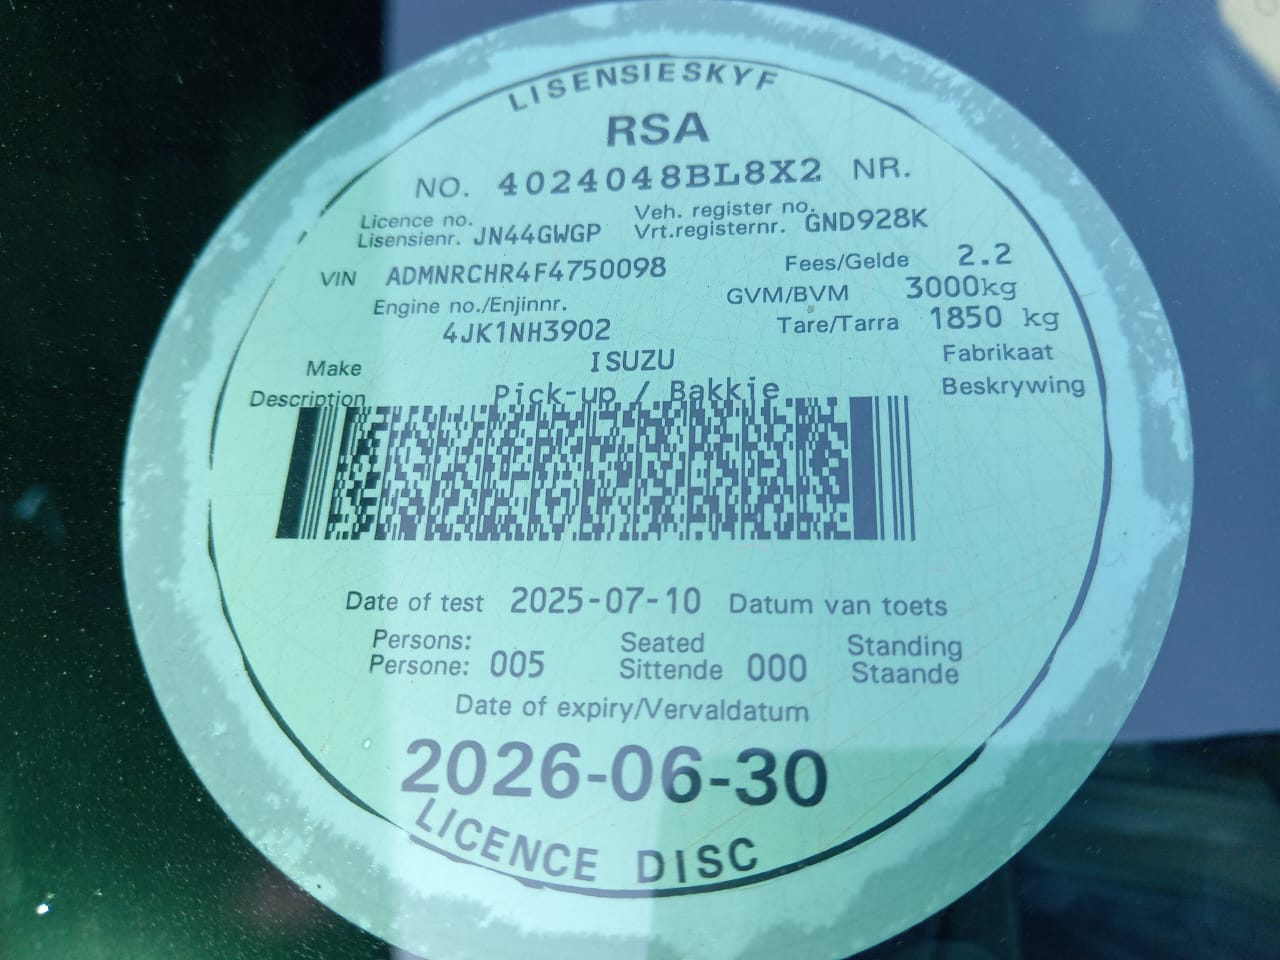 LISENSIESKYF
RSA
NO. 4024048BL8X2 NR.
Licence no. Veh. register no.
Lisensienr. JN44GWGP Vrt.registernr. GND928K
VIN ADMNRCHR4F4750098 Fees/Gelde 2.2
Engine no./Enjinnr. GVM/BVM 3000kg
4JK1NH3902 Tare/Tarra 1850 kg
Make ISUZU Fabrikaat
Description Pick-up / Bakkie Beskrywing
Date of test 2025-07-10 Datum van toets
Persons: Seated Standing
Persone: 005 Sittende 000 Staande
Date of expiry/Vervaldatum
2026-06-30
LICENCE DISC